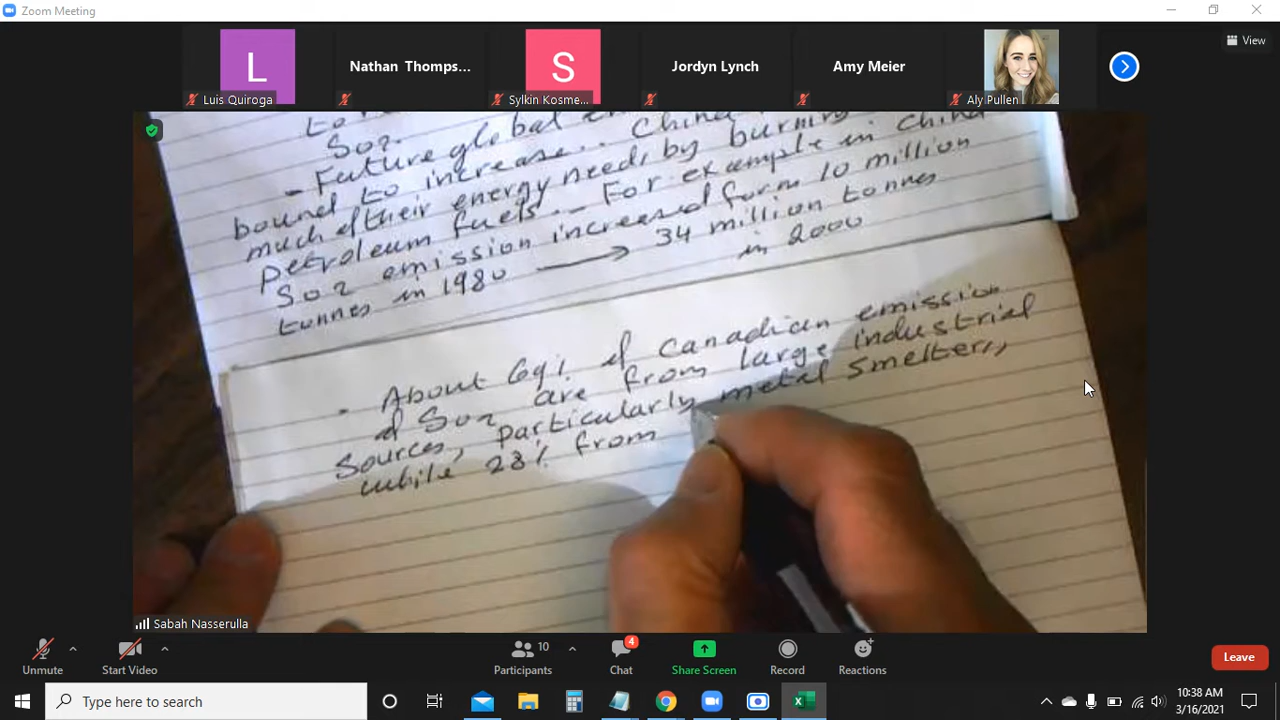 Zoom Meeting
View
L
Nathan Thomps...
S
Jordyn Lynch
Amy Meier
Luis Quiroga
Sylkin Kosme...
Aly Pullen
So2.
- Future global
bound to increase.. China
much of their energy needs by burning
Petroleum fuels.. - For example in China
So2 emission increased form 10 million
tonnes in 1980 → 34 million tonnes
in 2000
- About 69% of Canadian emission
of So2 are from large industrial
Sources, particularly metal smelters,
while 28% from
Sabah Nasserulla
Unmute
Start Video
Participants
10
Chat
4
Share Screen
Record
Reactions
Leave
Type here to search
10:38 AM
3/16/2021